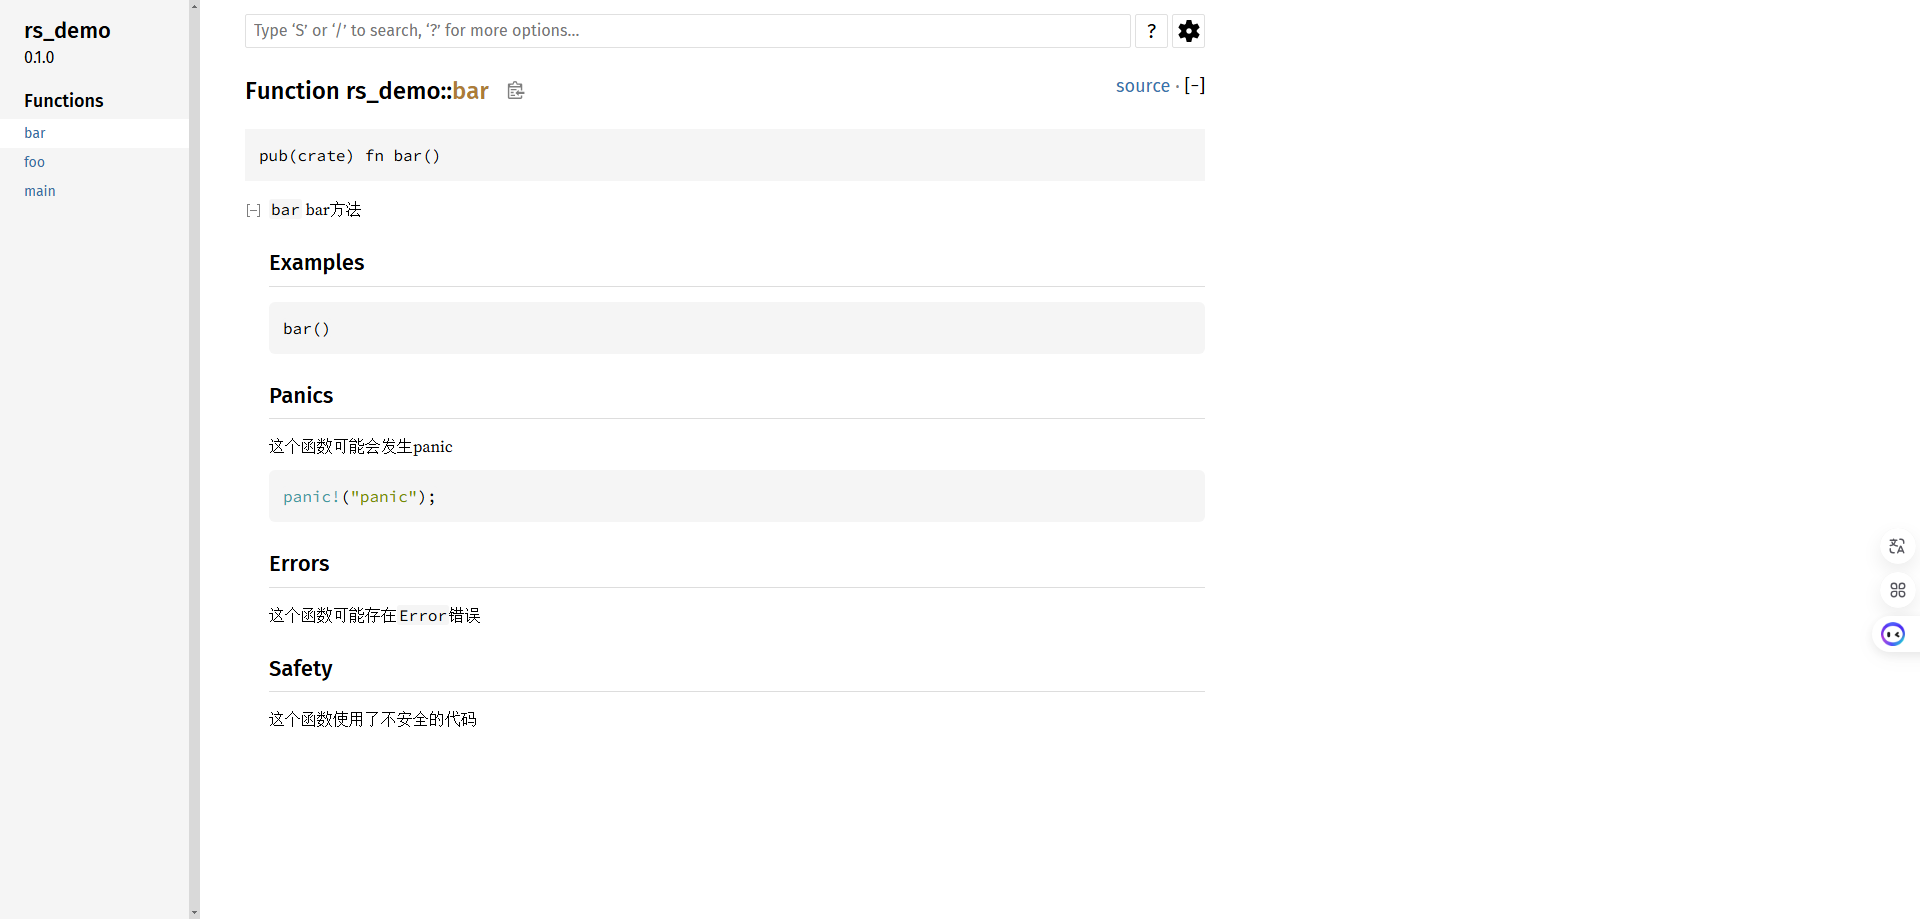 rs_demo
0.1.0
Functions
bar
foo
main
Type ‘S’ or ‘/’ to search, ‘?’ for more options…
?
Function rs_demo::bar
source · [-]
pub(crate) fn bar()
[-] bar bar方法
Examples
bar()
Panics
这个函数可能会发生panic
panic!("panic");
Errors
这个函数可能存在Error错误
Safety
这个函数使用了不安全的代码